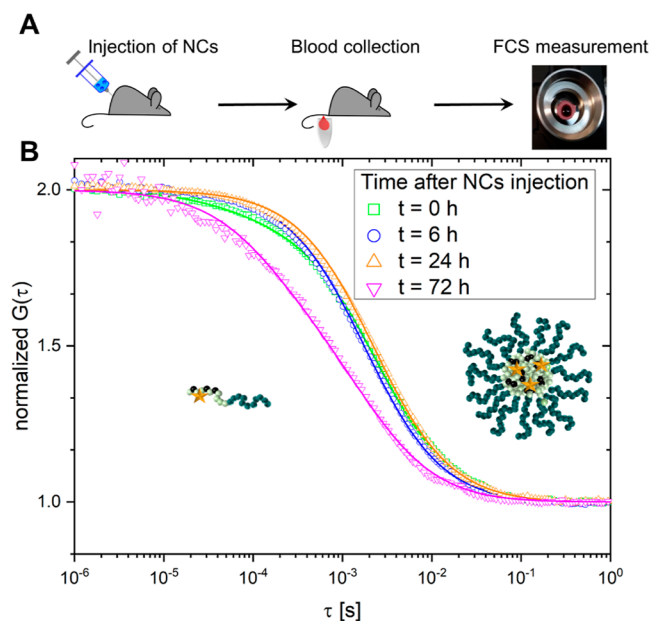 A
Injection of NCs
Blood collection
FCS measurement
B
Time after NCs injection
t = 0 h
t = 6 h
t = 24 h
t = 72 h
normalized G(τ)
2.0
1.5
1.0
10⁻⁶
10⁻⁵
10⁻⁴
10⁻³
10⁻²
10⁻¹
10⁰
τ [s]